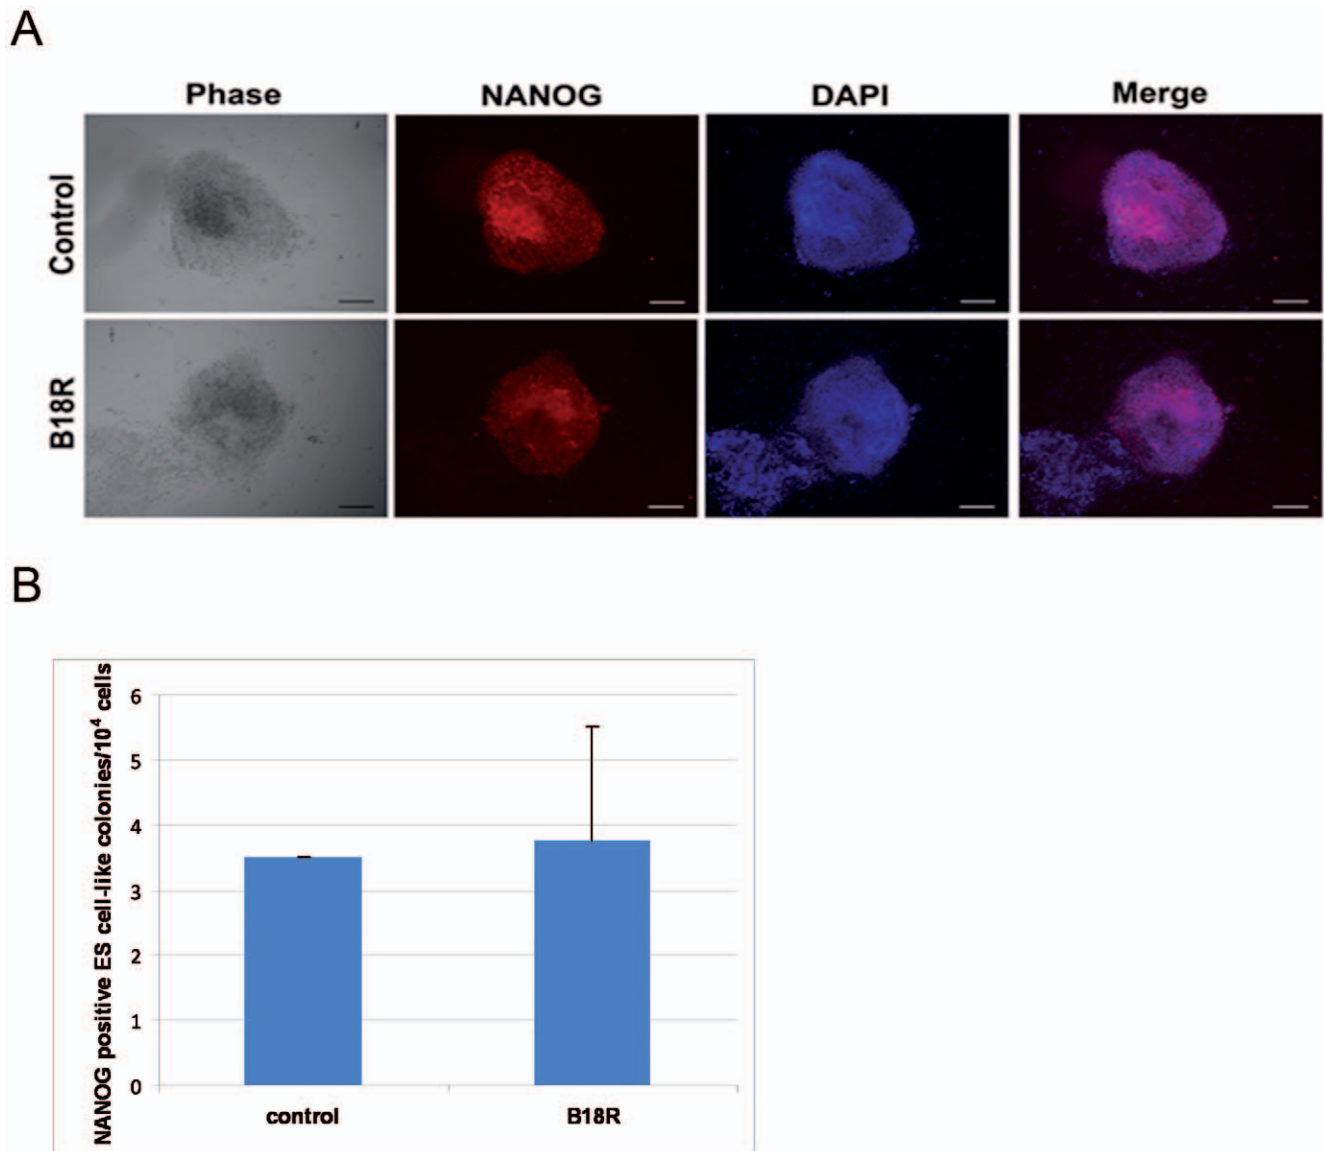 A
Phase NANOG DAPI Merge
Control
B18R
B
NANOG positive ES cell-like colonies/10⁴ cells
6
5
4
3
2
1
0
control B18R